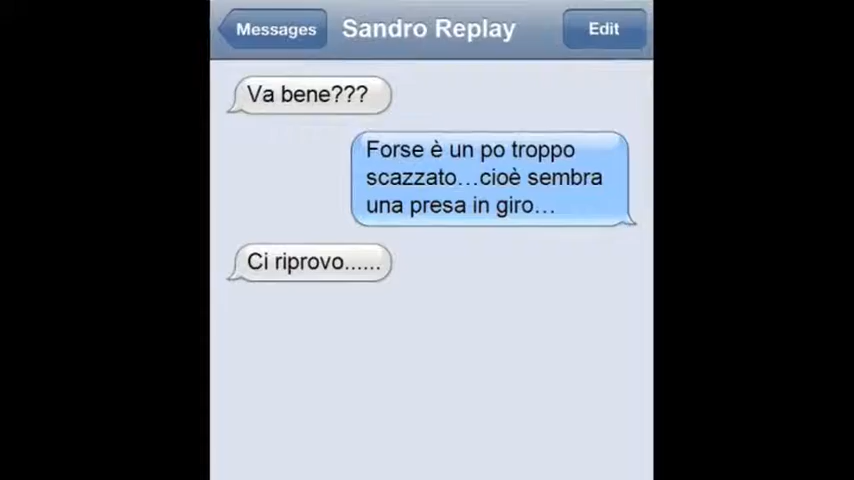 Messages
Sandro Replay
Edit
Va bene???
Forse è un po troppo
scazzato…cioè sembra
una presa in giro…
Ci riprovo......